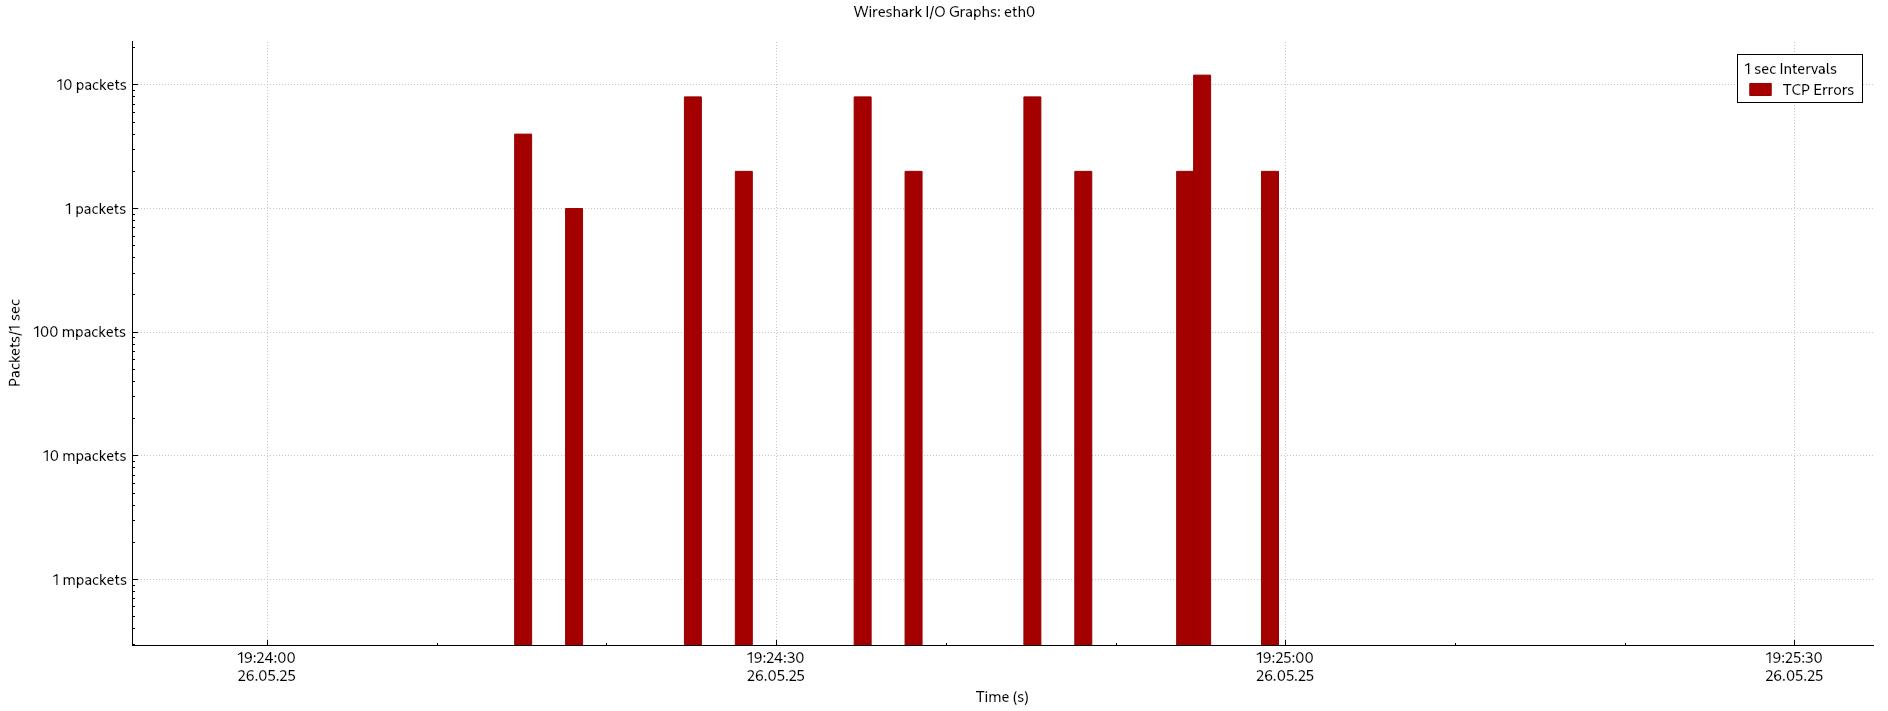 Wireshark I/O Graphs: eth0
1 sec Intervals
TCP Errors
10 packets
1 packets
100 mpackets
10 mpackets
1 mpackets
Packets/1 sec
19:24:00
26.05.25
19:24:30
26.05.25
19:25:00
26.05.25
19:25:30
26.05.25
Time (s)